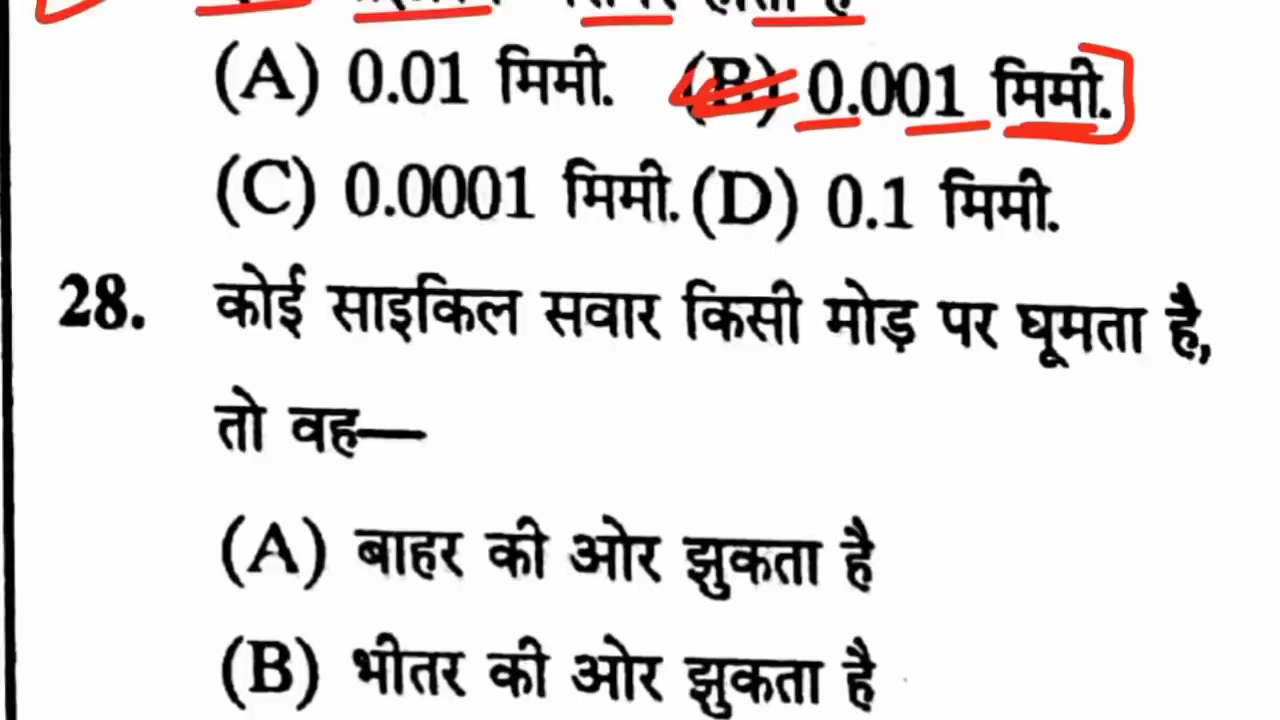 (A) 0.01 मिमी. (B) 0.001 मिमी.
(C) 0.0001 मिमी. (D) 0.1 मिमी.
28. कोई साइकिल सवार किसी मोड़ पर घूमता है,
तो वह—
(A) बाहर की ओर झुकता है
(B) भीतर की ओर झुकता है